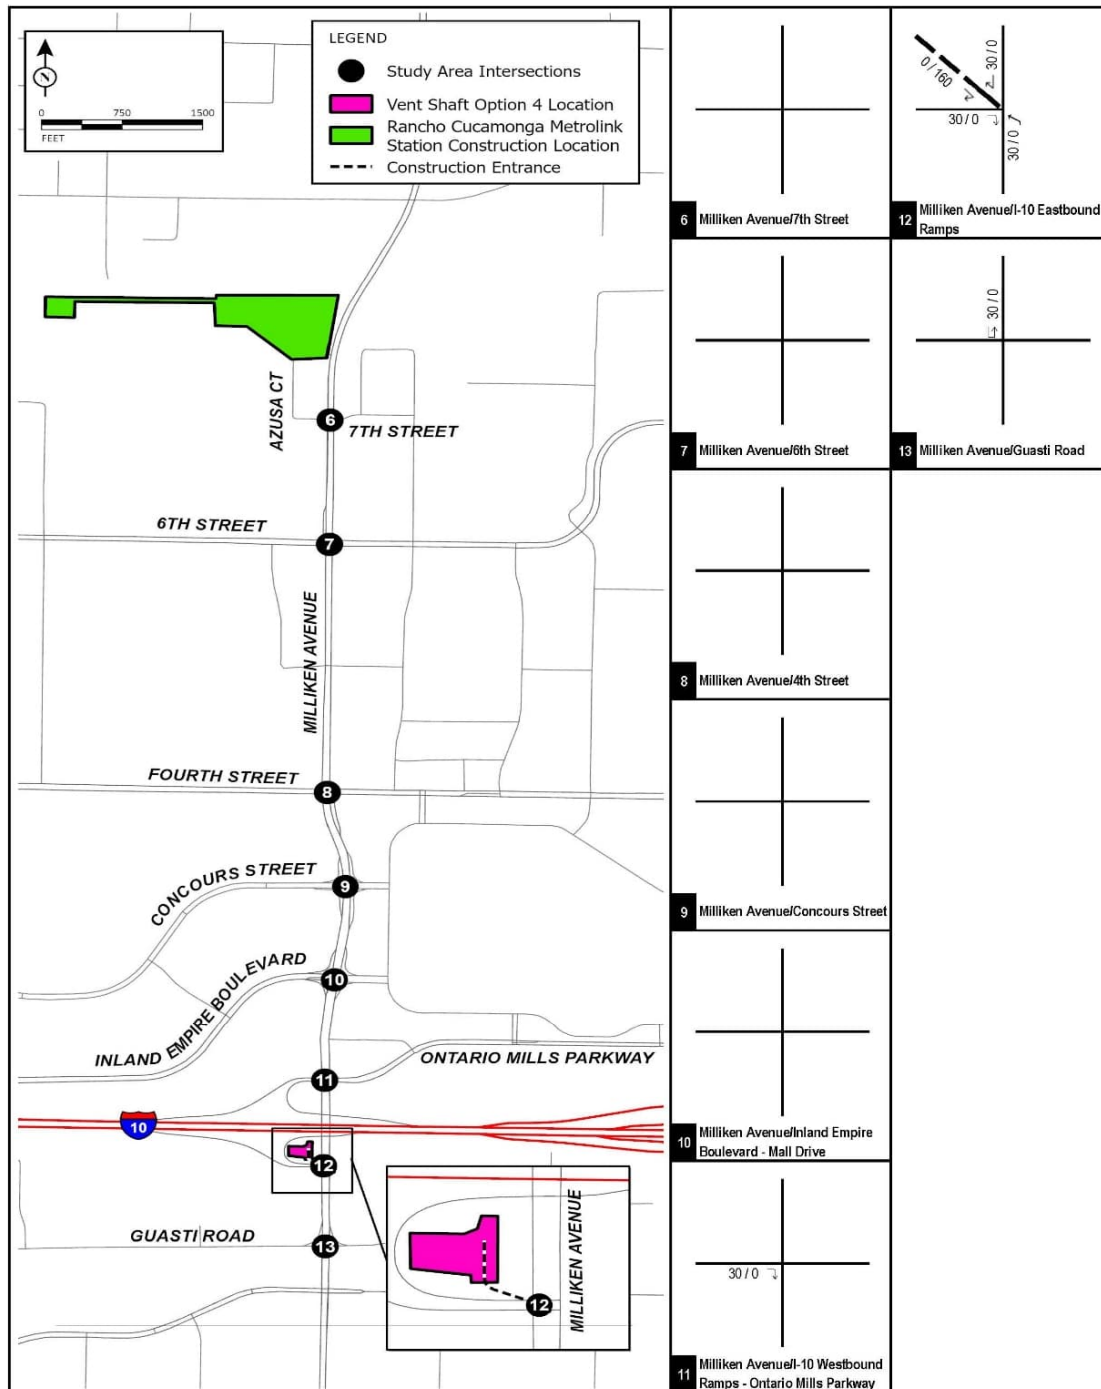 LEGEND
Study Area Intersections
Vent Shaft Option 4 Location
Rancho Cucamonga Metrolink
Station Construction Location
Construction Entrance
N
0 750 1500
FEET
AZUSA CT
6
7TH STREET
6TH STREET
7
MILLIKEN AVENUE
FOURTH STREET
8
CONCOURS STREET
9
INLAND EMPIRE BOULEVARD
10
ONTARIO MILLS PARKWAY
11
10
12
GUASTI ROAD
13
12
MILLIKEN AVENUE
6 Milliken Avenue/7th Street
7 Milliken Avenue/6th Street
8 Milliken Avenue/4th Street
9 Milliken Avenue/Concours Street
10 Milliken Avenue/Inland Empire
Boulevard - Mall Drive
30 / 0
11 Milliken Avenue/I-10 Westbound
Ramps - Ontario Mills Parkway
0 / 160
30 / 0
30 / 0
30 / 0
12 Milliken Avenue/I-10 Eastbound
Ramps
30 / 0
13 Milliken Avenue/Guasti Road